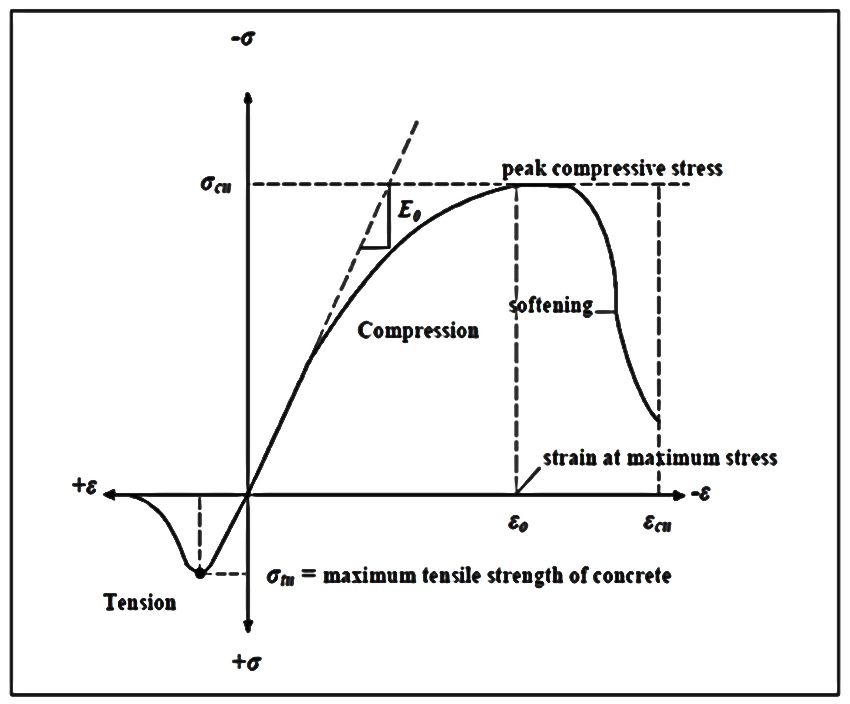 -σ
peak compressive stress
σcu
E0
softening
Compression
strain at maximum stress
+ε
-ε
εo
εcu
σtu = maximum tensile strength of concrete
Tension
+σ